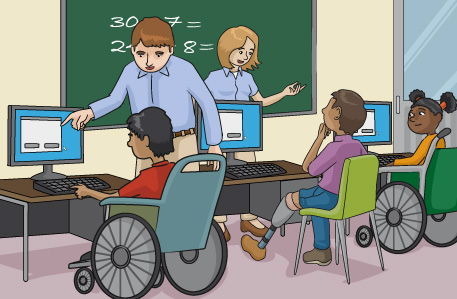 30 7 =
2 8 =